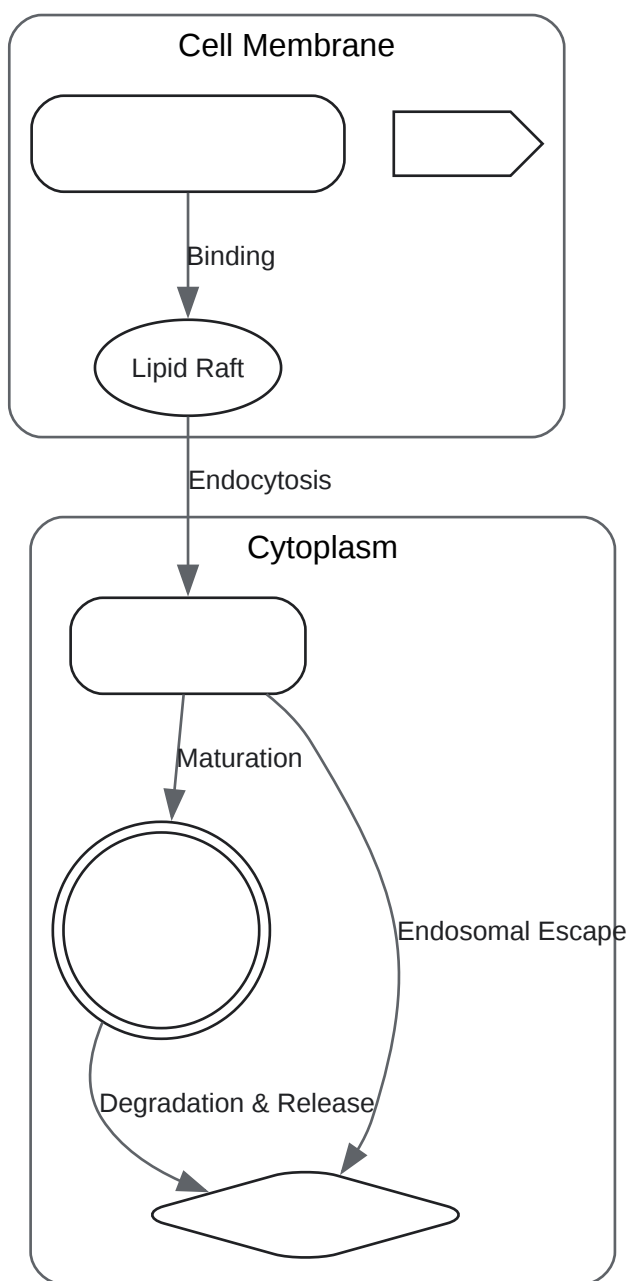 Cell Membrane
Binding
Lipid Raft
Endocytosis
Cytoplasm
Maturation
Endosomal Escape
Degradation & Release